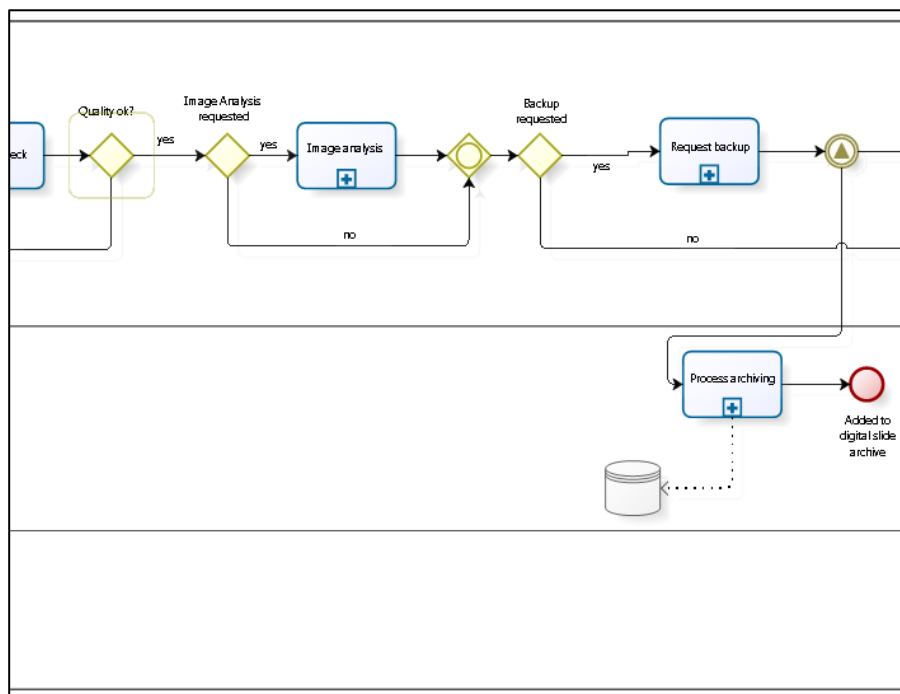 Quality ok?
Image Analysis
requested
Backup
requested
eck
yes
yes
Image analysis
yes
Request backup
no
no
Process archiving
Added to
digital slide
archive